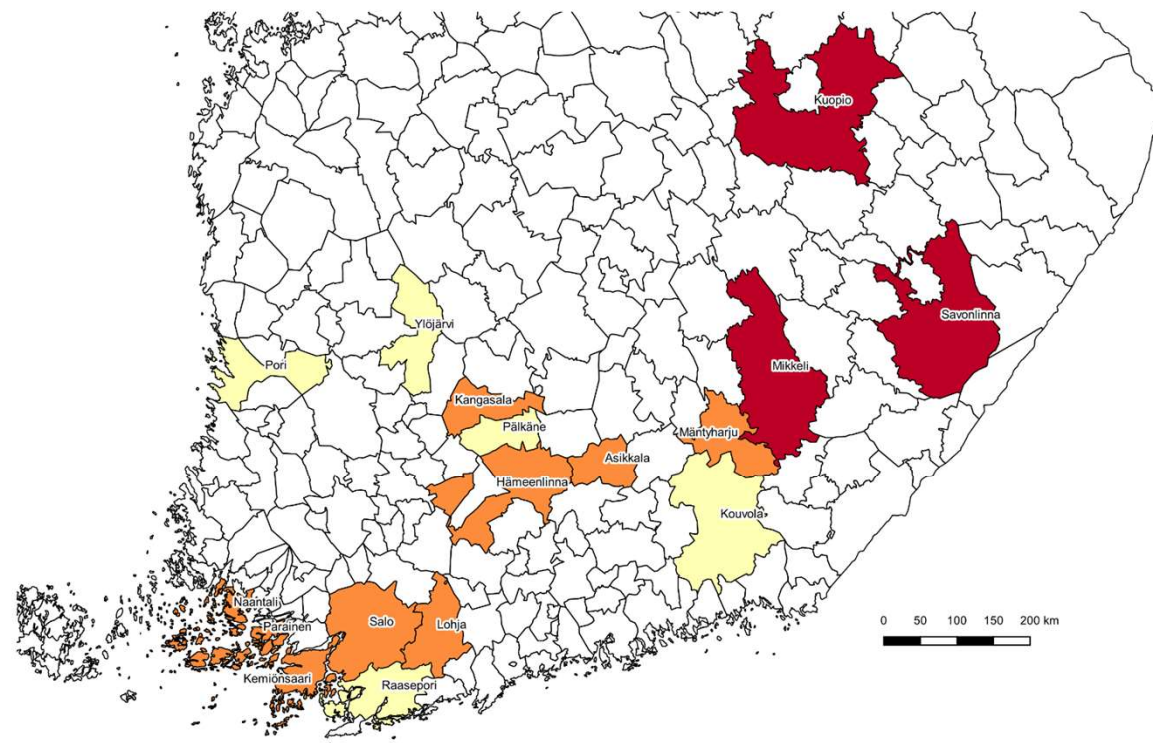 Kuopio
Savonlinna
Ylöjärvi
Pori
Mikkeli
Kangasala
Pälkäne
Mäntyharju
Asikkala
Hämeenlinna
Kouvola
Naantali
Parainen
Salo
Lohja
Kemiönsaari
Raasepori
0 50 100 150 200 km